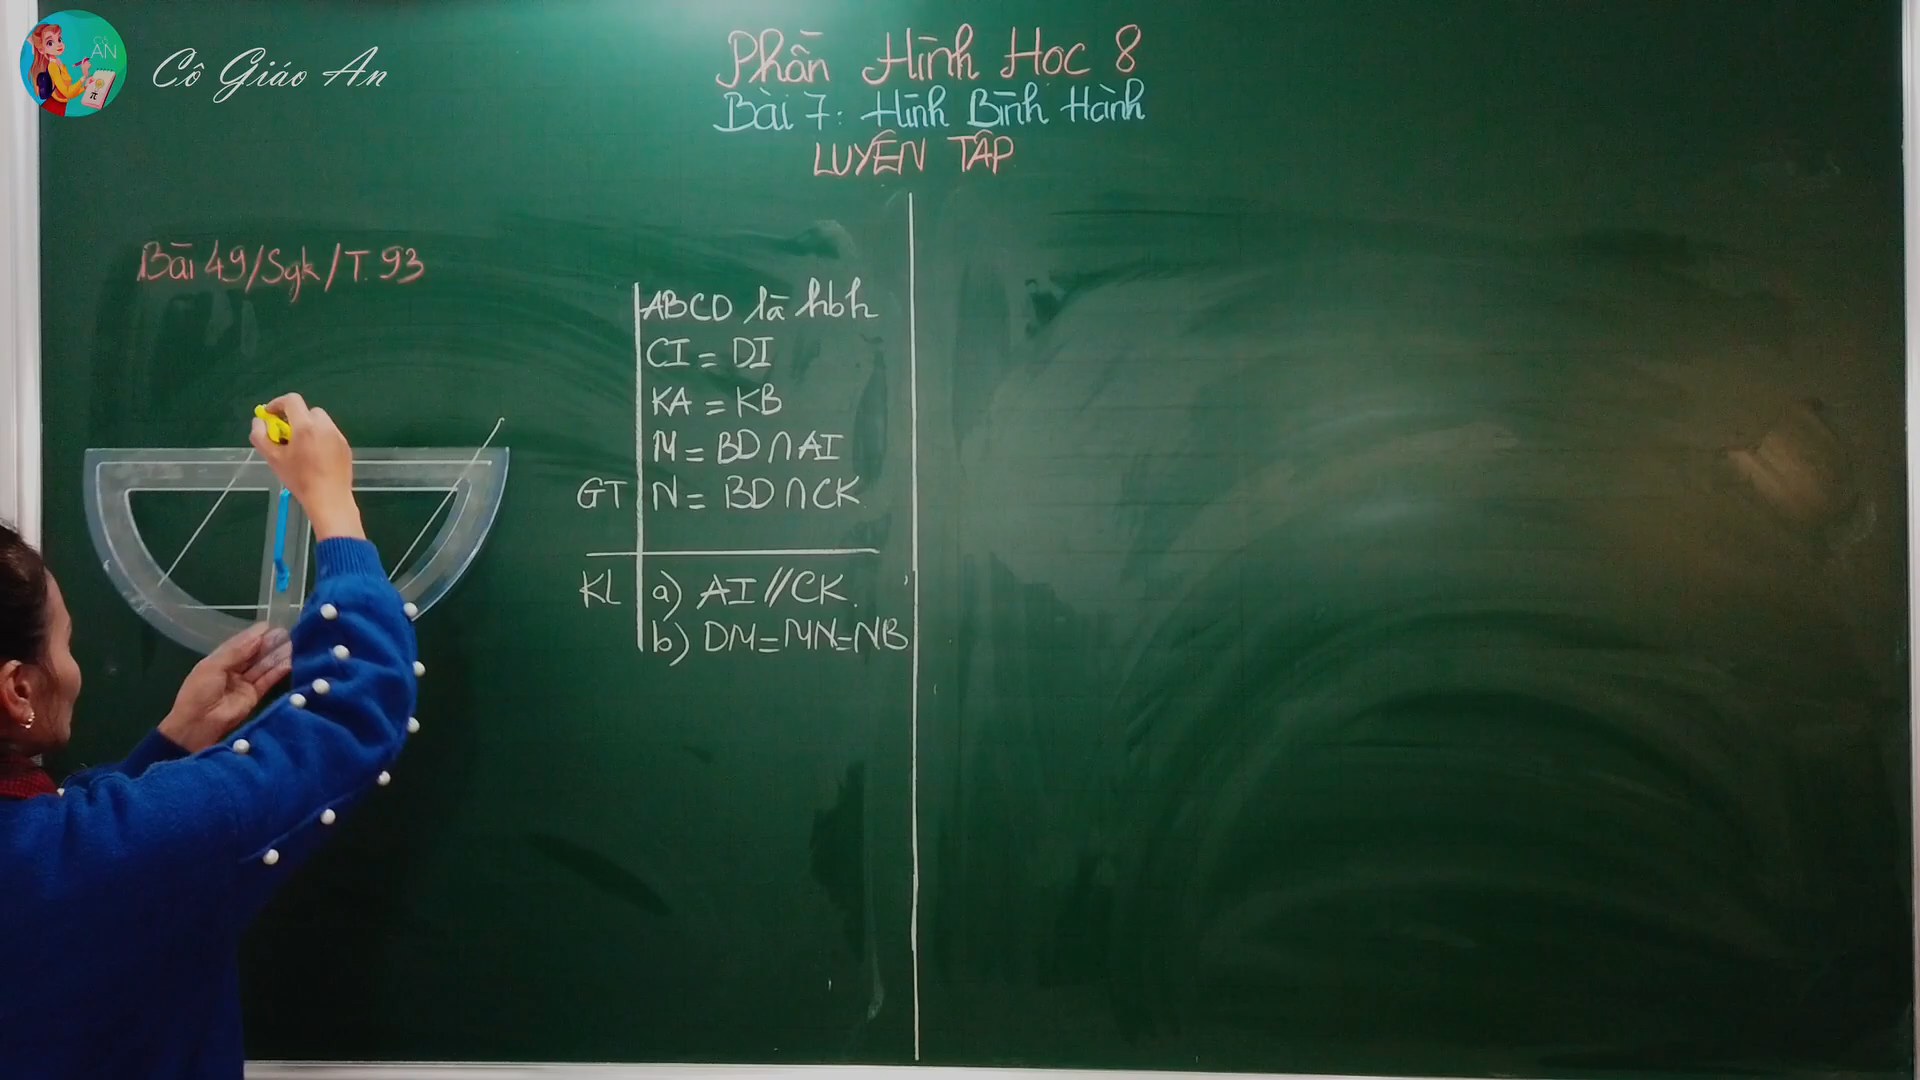 AN
Cô Giáo An
Phần Hình Học 8
Bài 7: Hình Bình Hành
LUYỆN TẬP
Bài 49/Sgk/T.93
ABCD là hbh
CI = DI
KA = KB
M = BD ∩ AI
GT N = BD ∩ CK
KL a) AI // CK.
b) DM = MN = NB